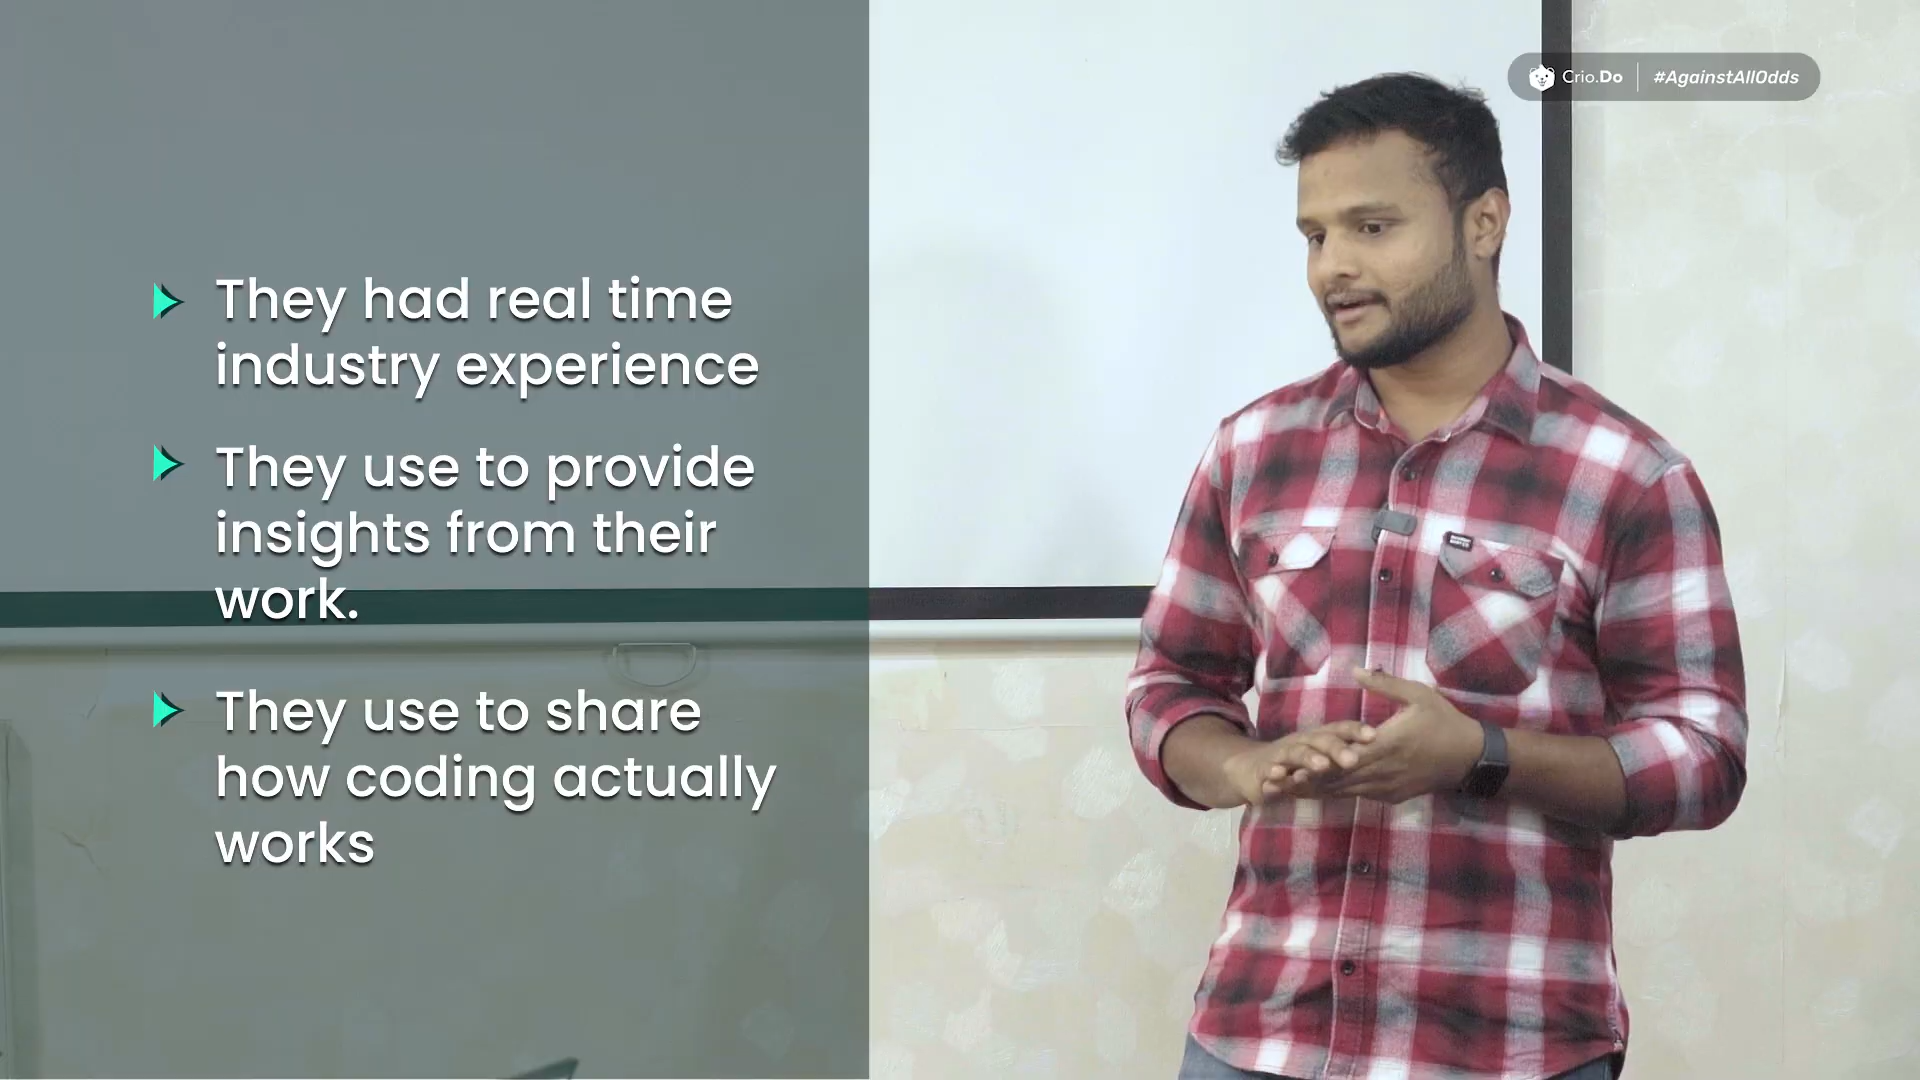 Crio.Do #AgainstAllOdds
They had real time
industry experience
They use to provide
insights from their
work.
They use to share
how coding actually
works